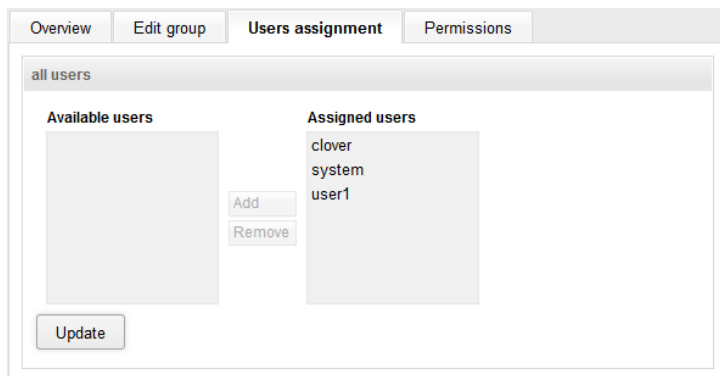 Overview Edit group Users assignment Permissions
all users
Available users Assigned users
clover
system
user1
Add
Remove
Update